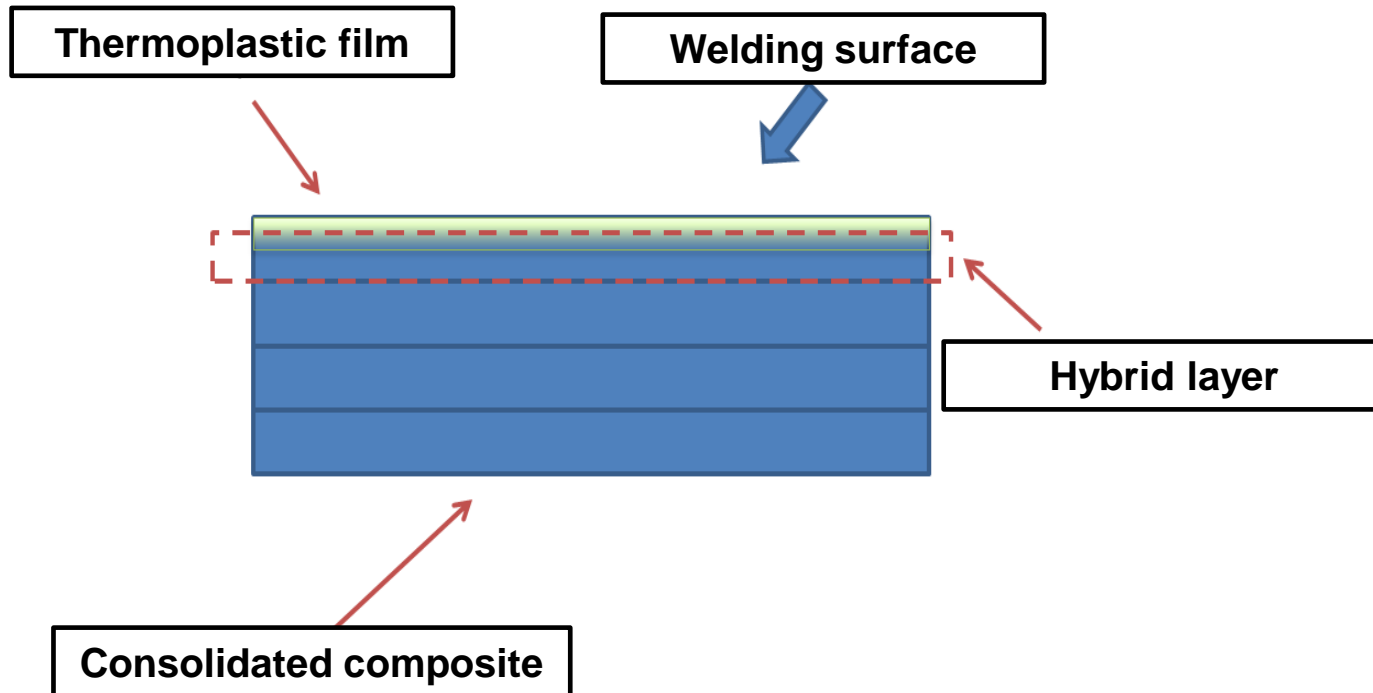 Thermoplastic film
Welding surface
Hybrid layer
Consolidated composite